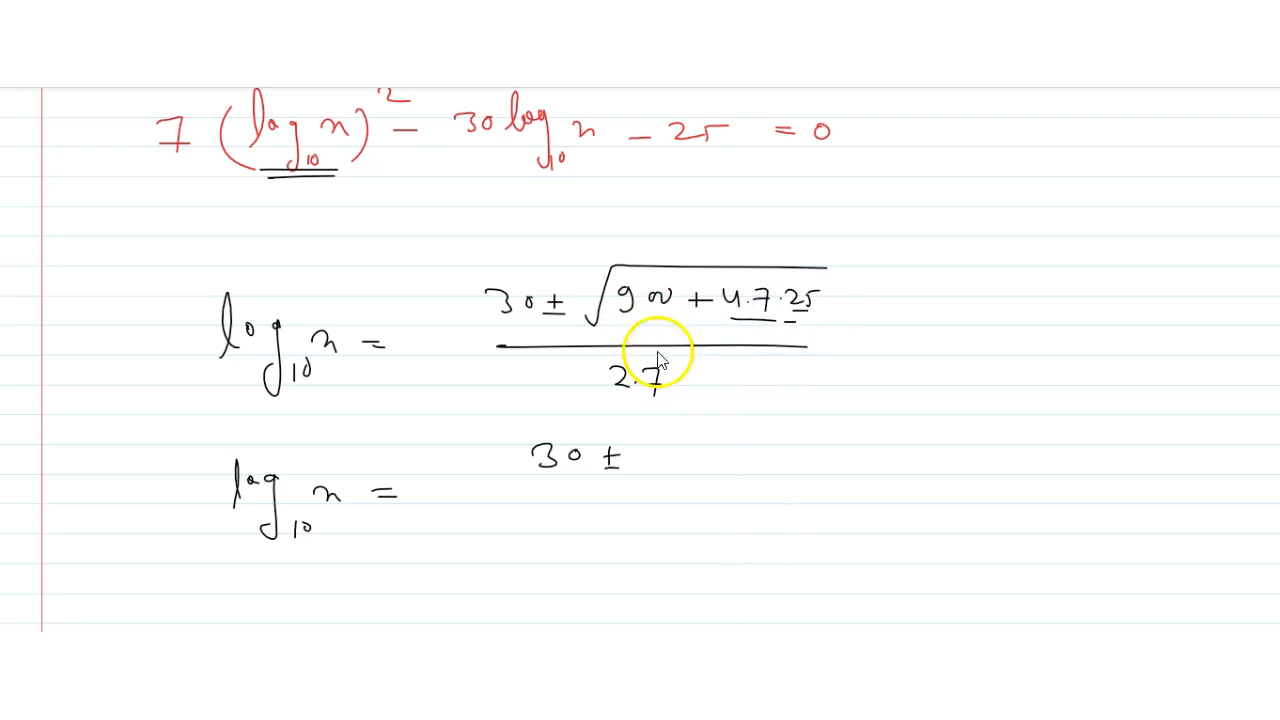 7 (log₁₀ x)² - 30 log₁₀ x - 25 = 0
log₁₀ x = (30 ± √(900 + 4.7.25)) / 2.7
log₁₀ x = 30 ±